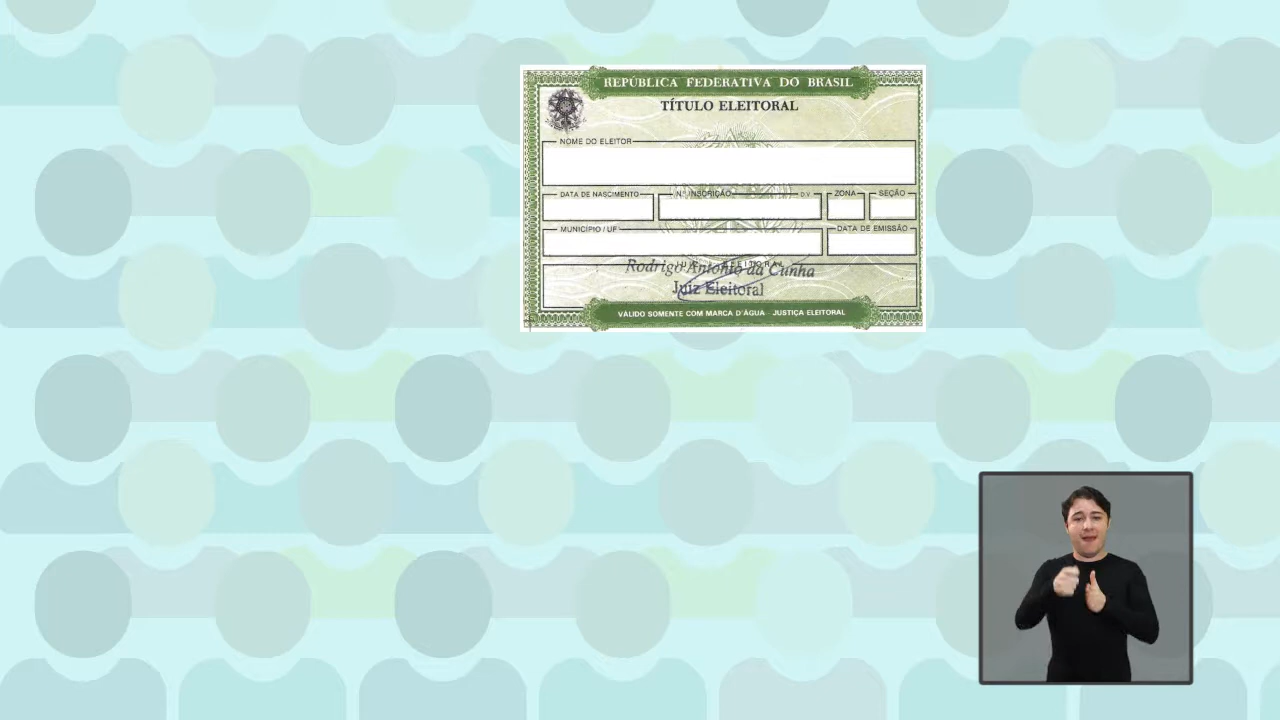 REPÚBLICA FEDERATIVA DO BRASIL
TÍTULO ELEITORAL
NOME DO ELEITOR
DATA DE NASCIMENTO N.º INSCRIÇÃO D.V. ZONA SEÇÃO
MUNICÍPIO / UF DATA DE EMISSÃO
ELEITORAL
Rodrigo Antonio da Cunha
Juiz Eleitoral
VÁLIDO SOMENTE COM MARCA D'ÁGUA - JUSTIÇA ELEITORAL